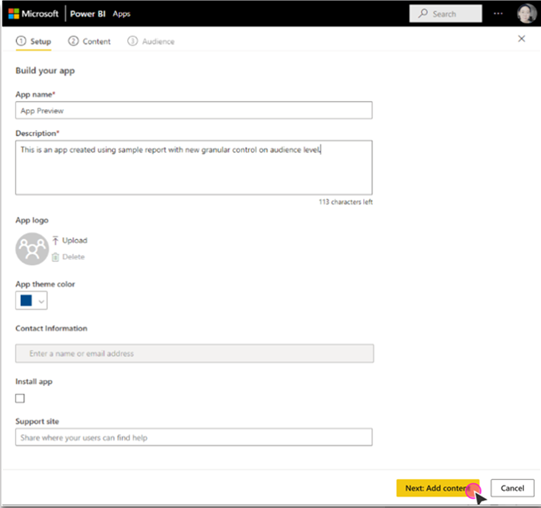 Microsoft Power BI Apps Search ...
1 Setup 2 Content 3 Audience
Build your app
App name*
App Preview
Description*
This is an app created using sample report with new granular control on audience level.
113 characters left
App logo
Upload
Delete
App theme color
Contact Information
Enter a name or email address
Install app
Support site
Share where your users can find help
Next: Add content Cancel